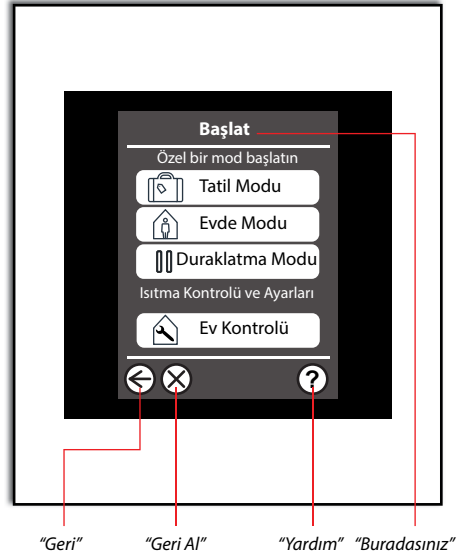 Başlat
Özel bir mod başlatın
Tatil Modu
Evde Modu
Duraklatma Modu
Isıtma Kontrolü ve Ayarları
Ev Kontrolü
?
“Geri” “Geri Al” “Yardım” “Buradasınız”